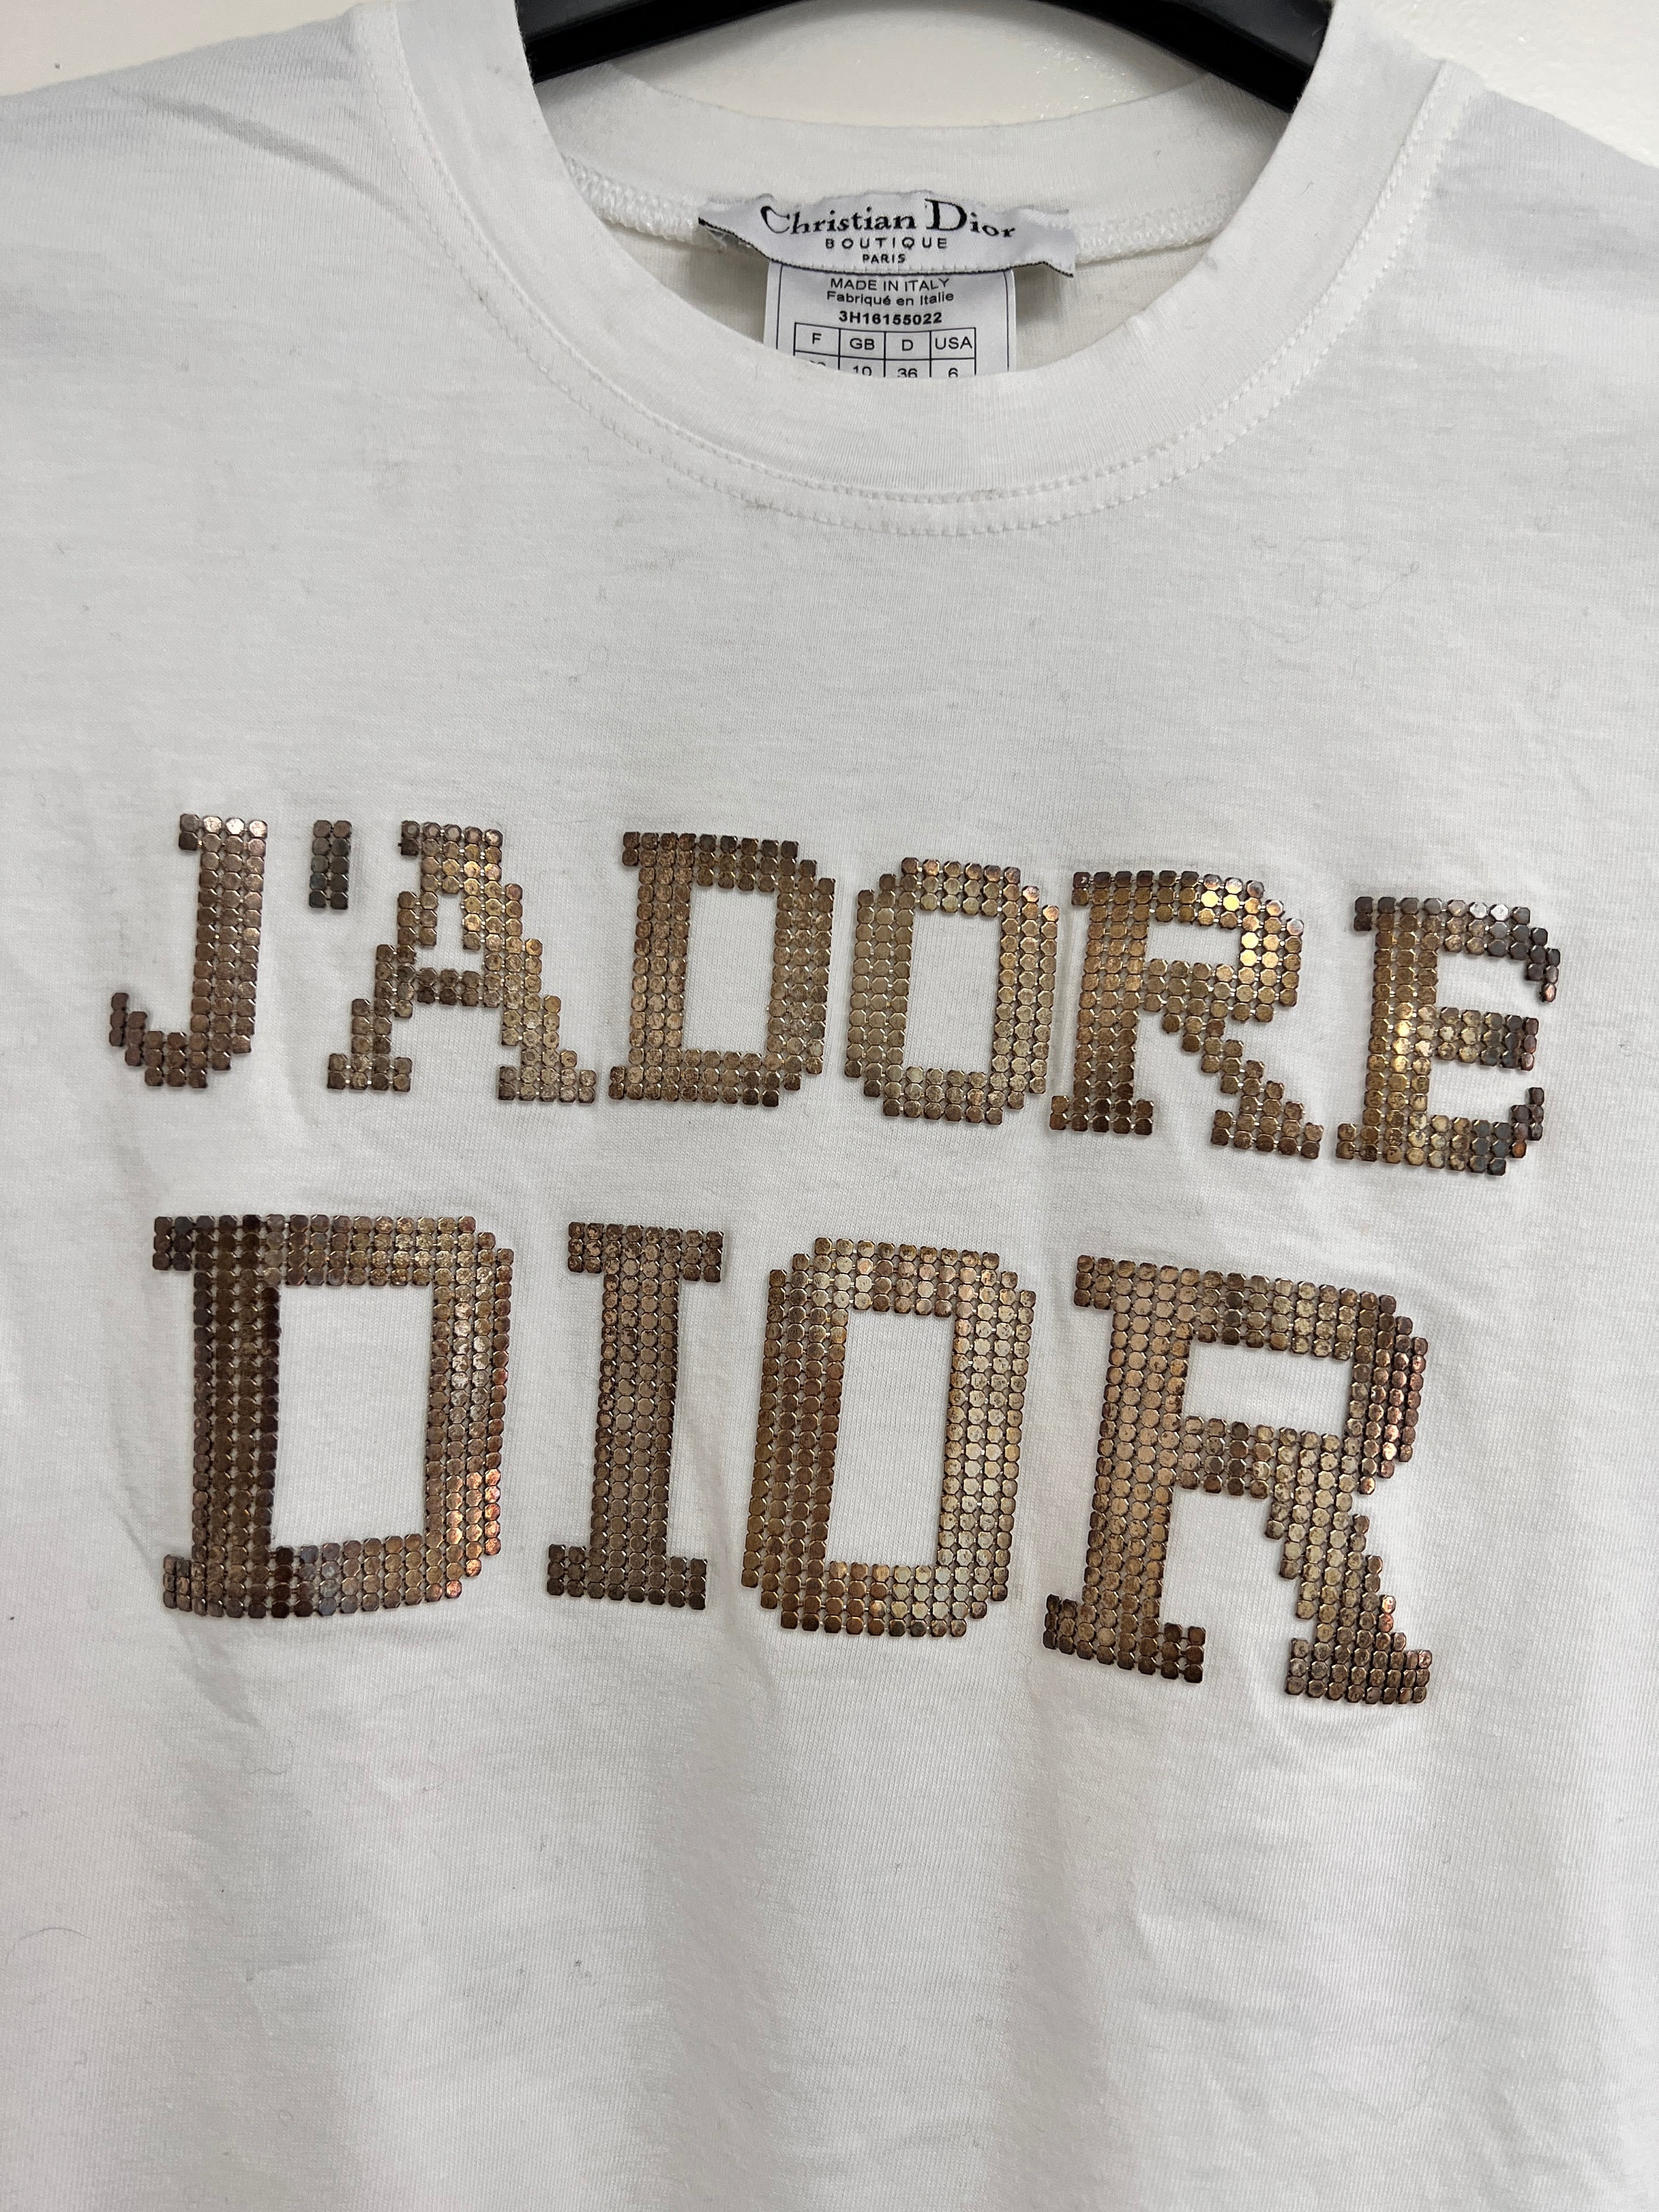 Christian Dior
BOUTIQUE
PARIS
MADE IN ITALY
Fabriqué en Italie
3H16155022
F GB D USA
10 36 6
J'ADORE
DIOR